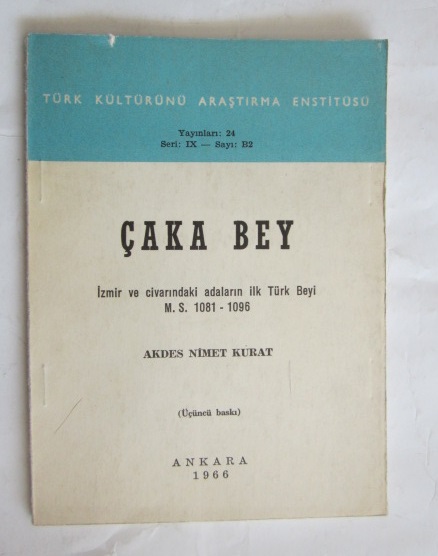 TÜRK KÜLTÜRÜNÜ ARAŞTIRMA ENSTİTÜSÜ
Yayınları: 24
Seri: IX — Sayı: B2
ÇAKA BEY
İzmir ve civarındaki adaların ilk Türk Beyi
M. S. 1081 - 1096
AKDES NİMET KURAT
(Üçüncü baskı)
ANKARA
1966